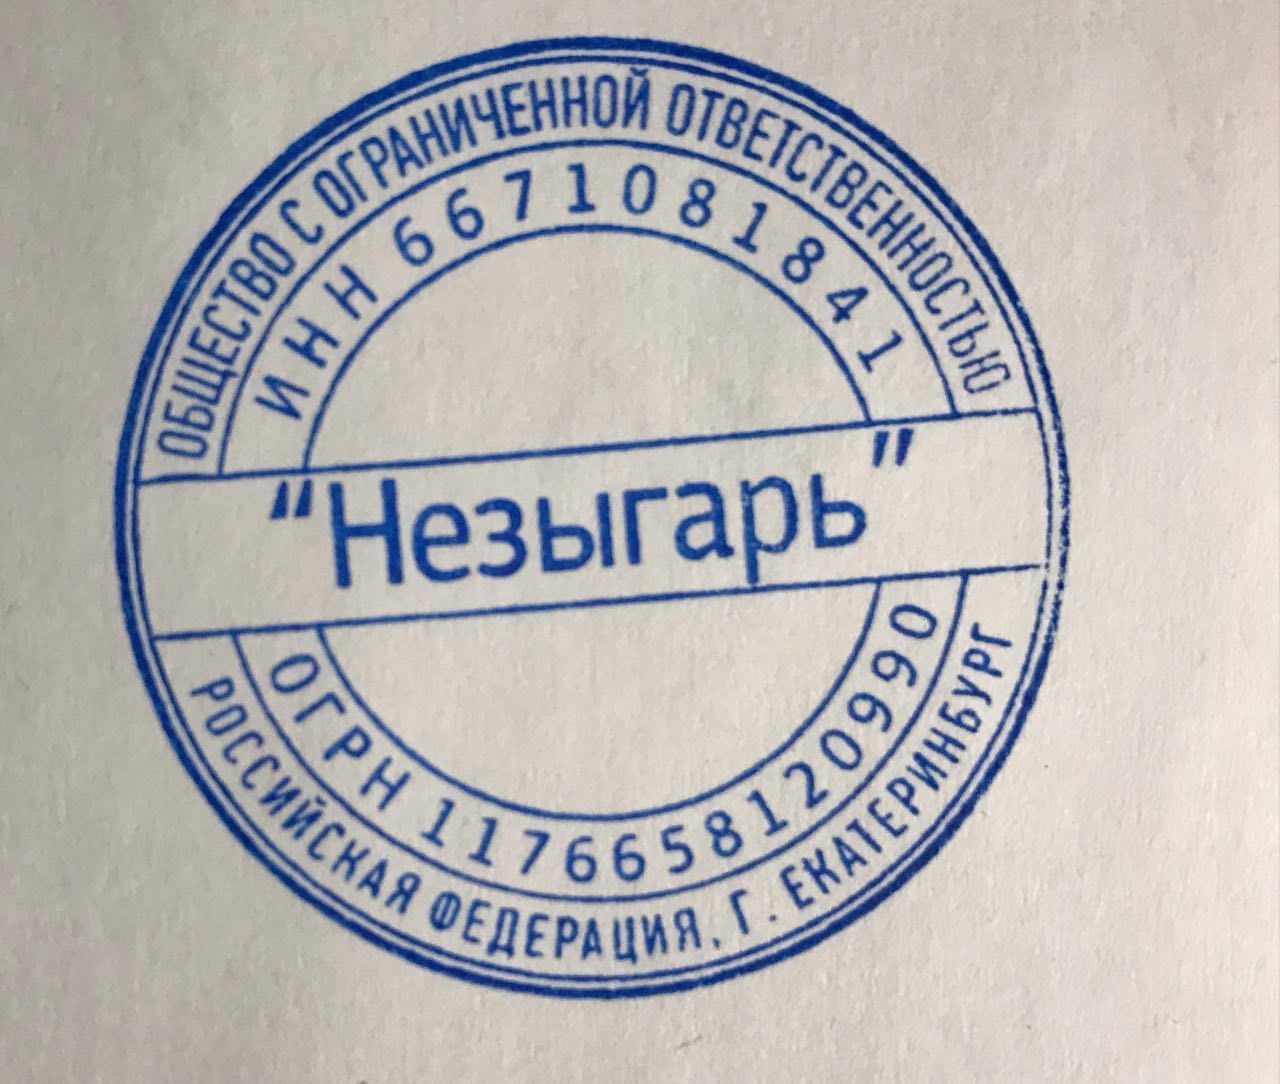 ОБЩЕСТВО С ОГРАНИЧЕННОЙ ОТВЕТСТВЕННОСТЬЮ
ИНН 6671081841
“Незыгарь”
ОГРН 1176658120990
РОССИЙСКАЯ ФЕДЕРАЦИЯ, Г. ЕКАТЕРИНБУРГ